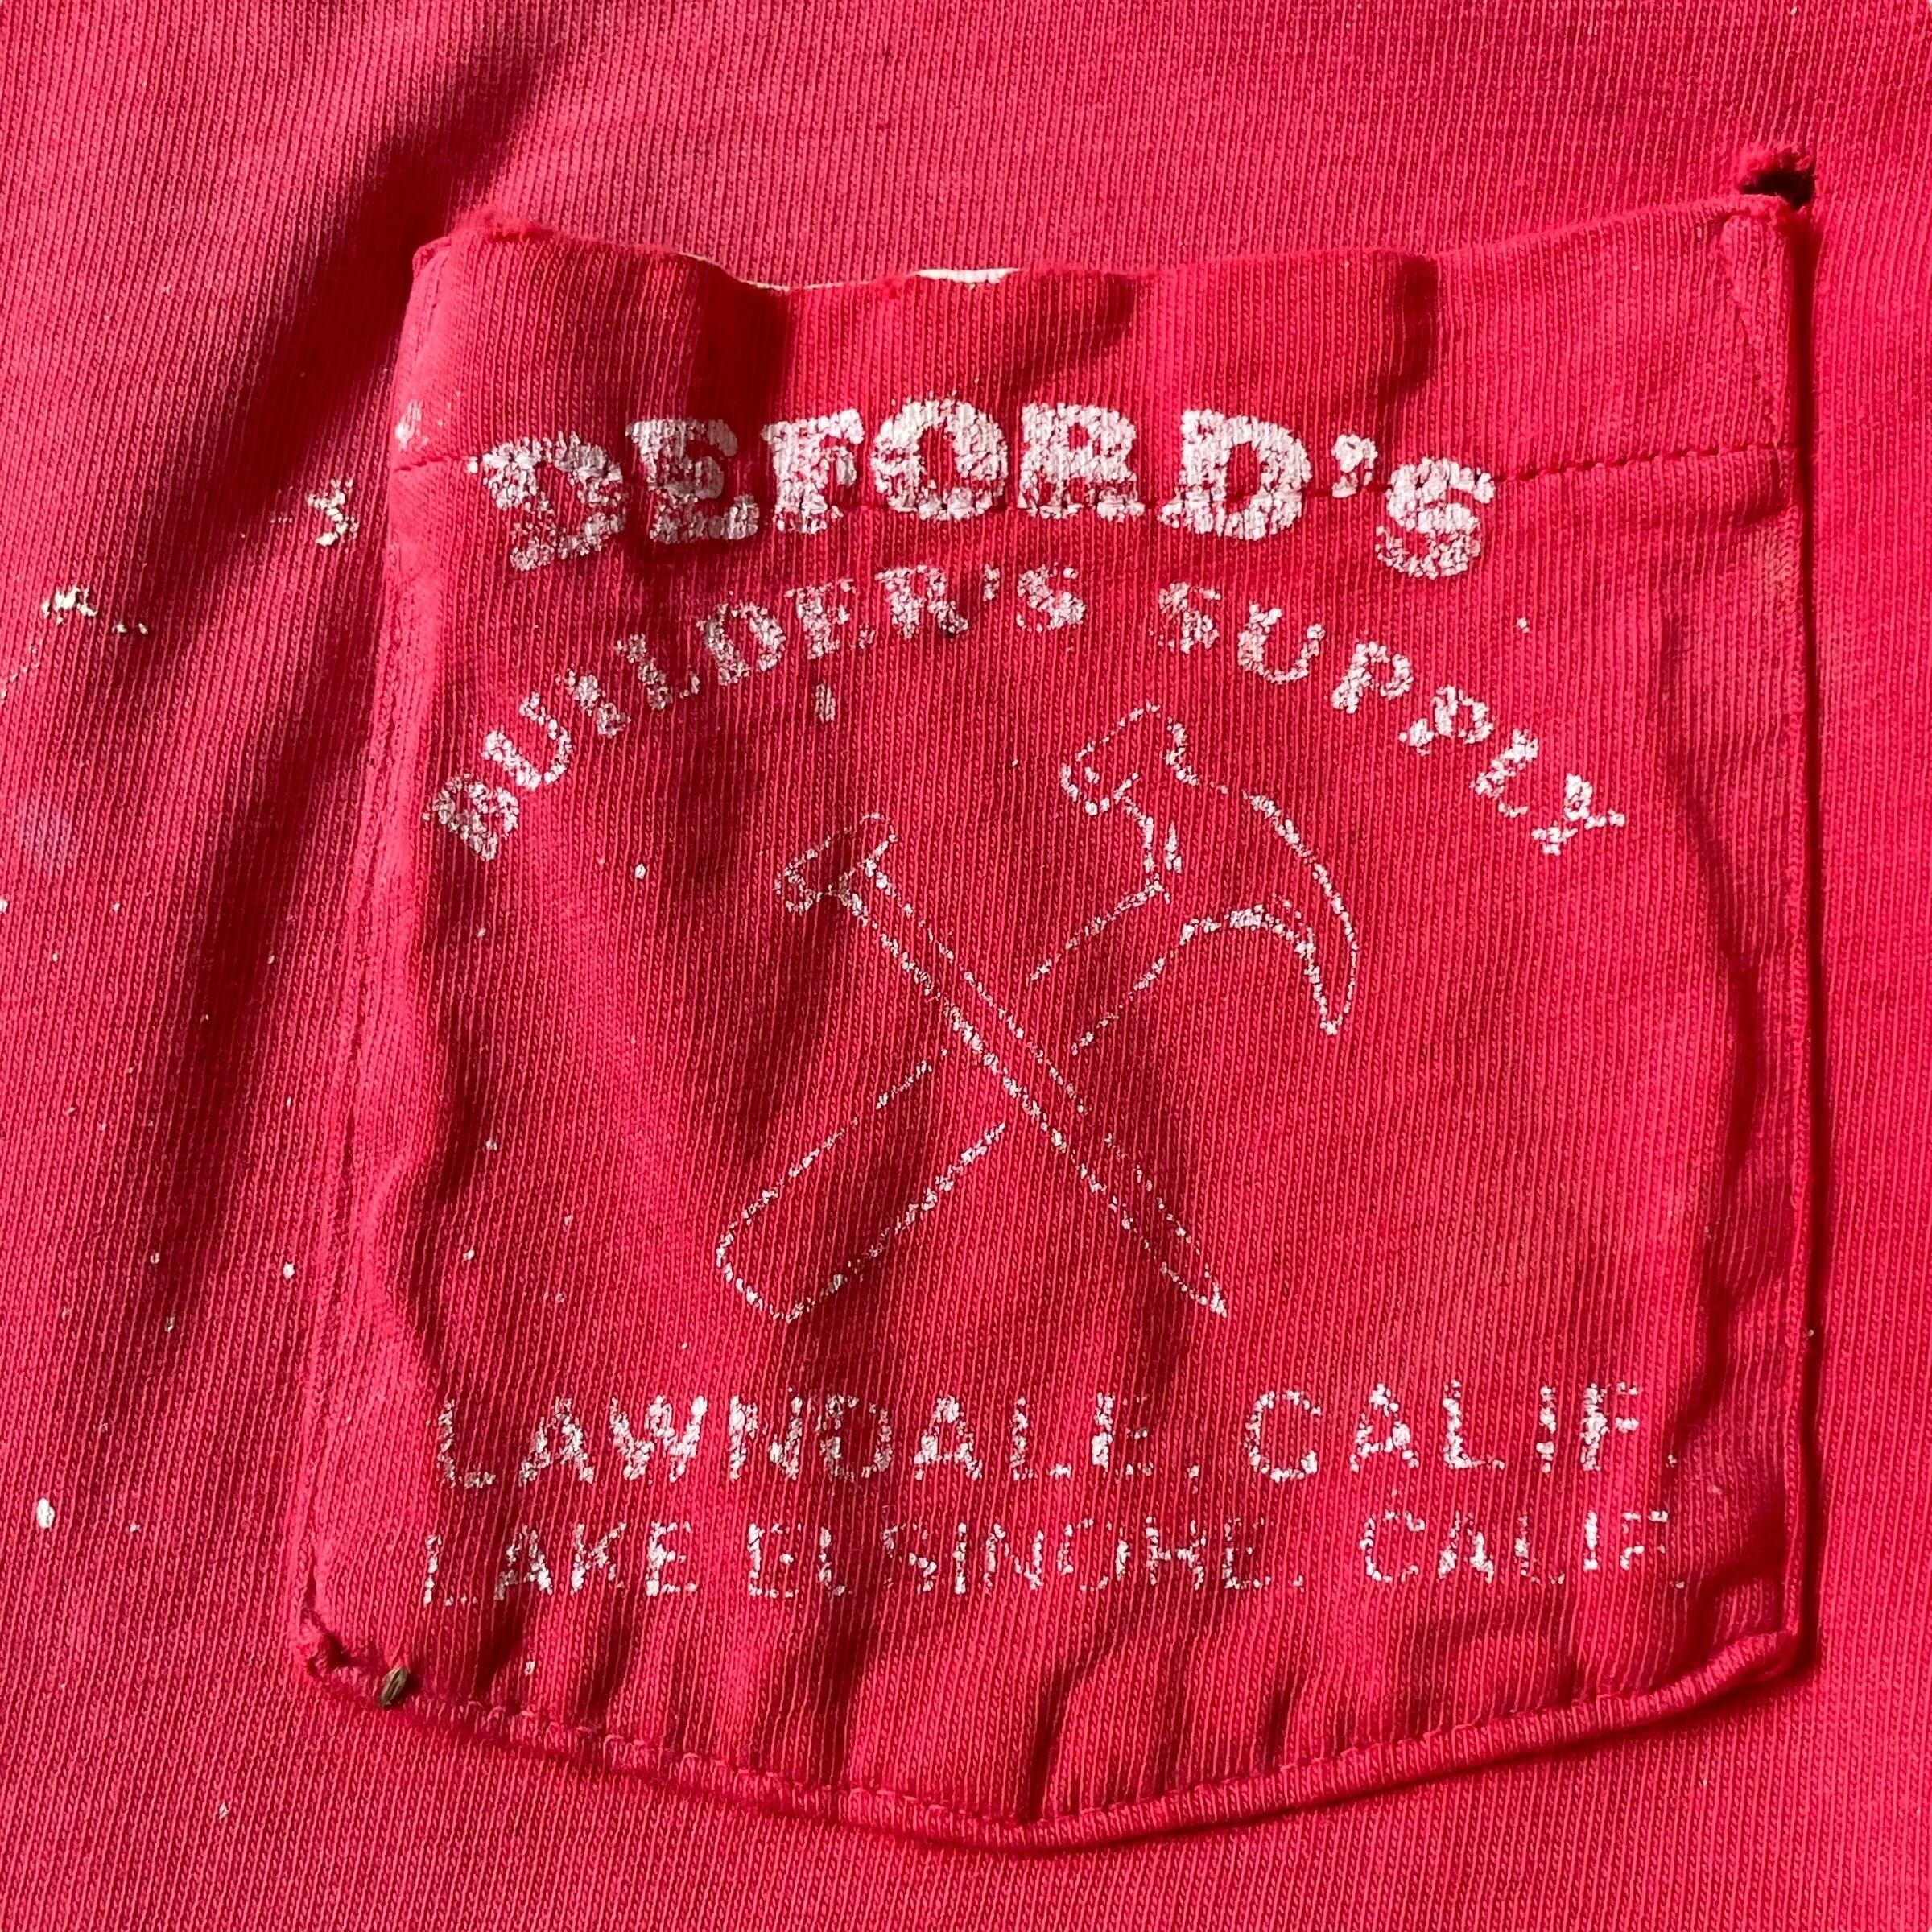 DEFORD'S
BUILDER'S SUPPLY
LAWNDALE, CALIF.
LAKE ELSINORE, CALIF.